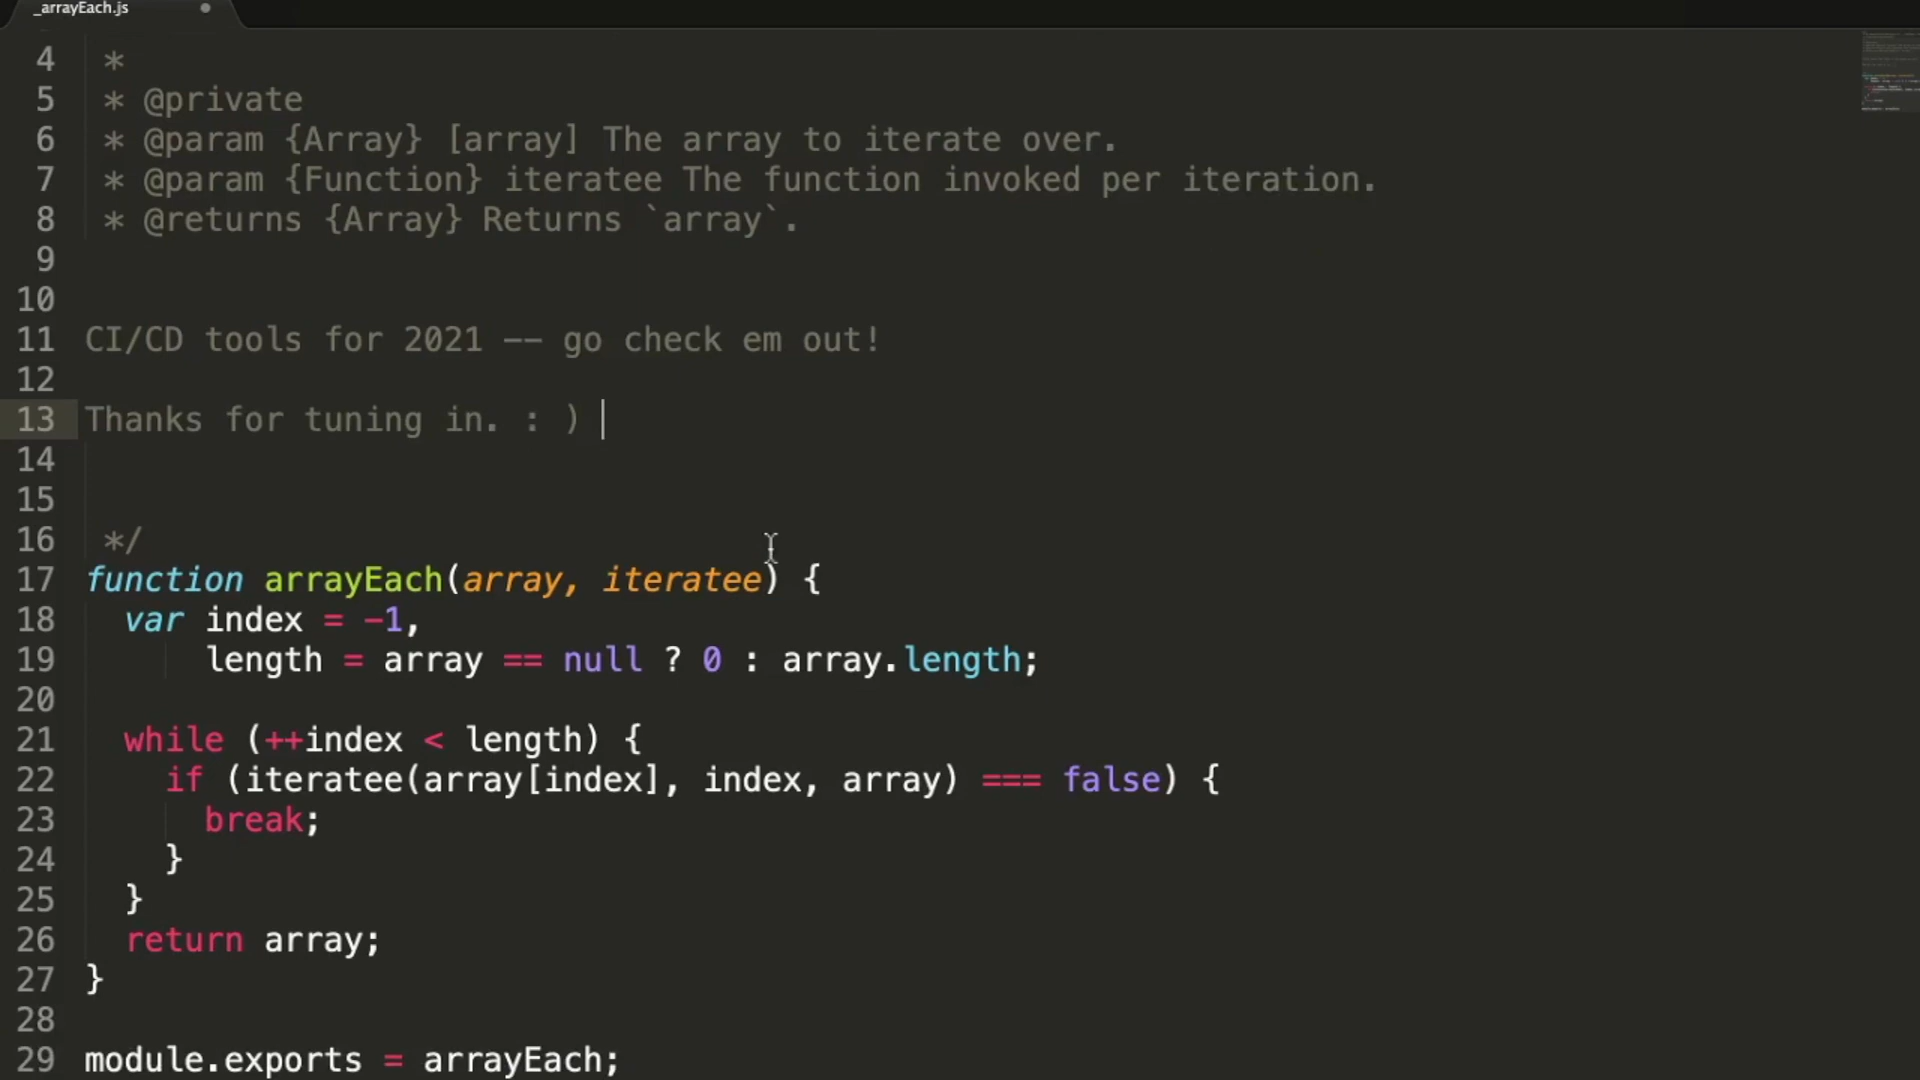 _arrayEach.js
4 *
5 * @private
6 * @param {Array} [array] The array to iterate over.
7 * @param {Function} iteratee The function invoked per iteration.
8 * @returns {Array} Returns `array`.
9
10
11 CI/CD tools for 2021 -- go check em out!
12
13 Thanks for tuning in. : )
14
15
16 */
17 function arrayEach(array, iteratee) {
18 var index = -1,
19 length = array == null ? 0 : array.length;
20
21 while (++index < length) {
22 if (iteratee(array[index], index, array) === false) {
23 break;
24 }
25 }
26 return array;
27 }
28
29 module.exports = arrayEach;